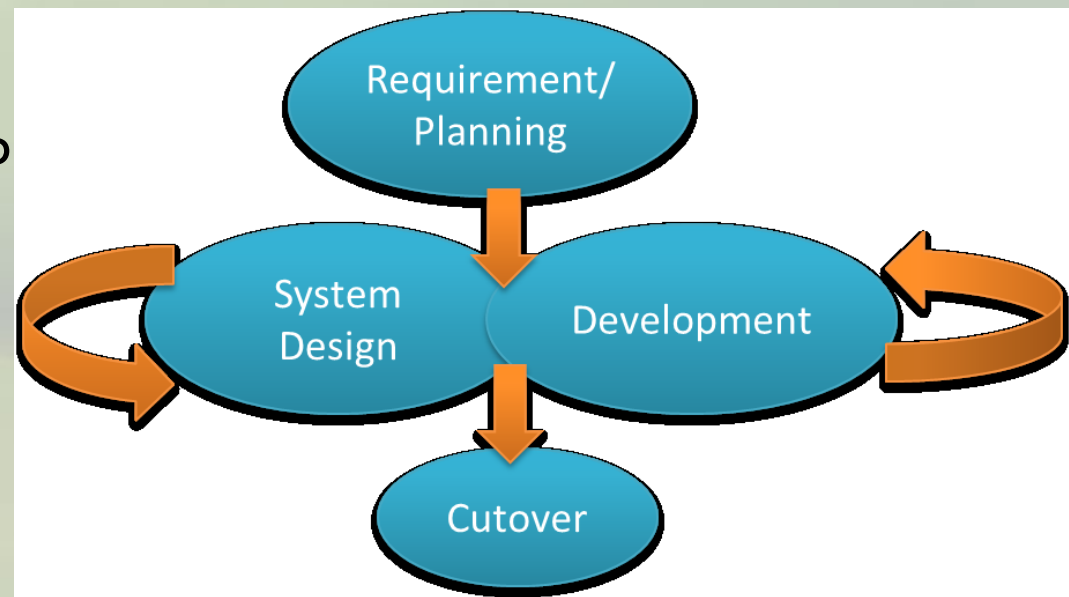 Requirement/
Planning
System
Design
Development
Cutover